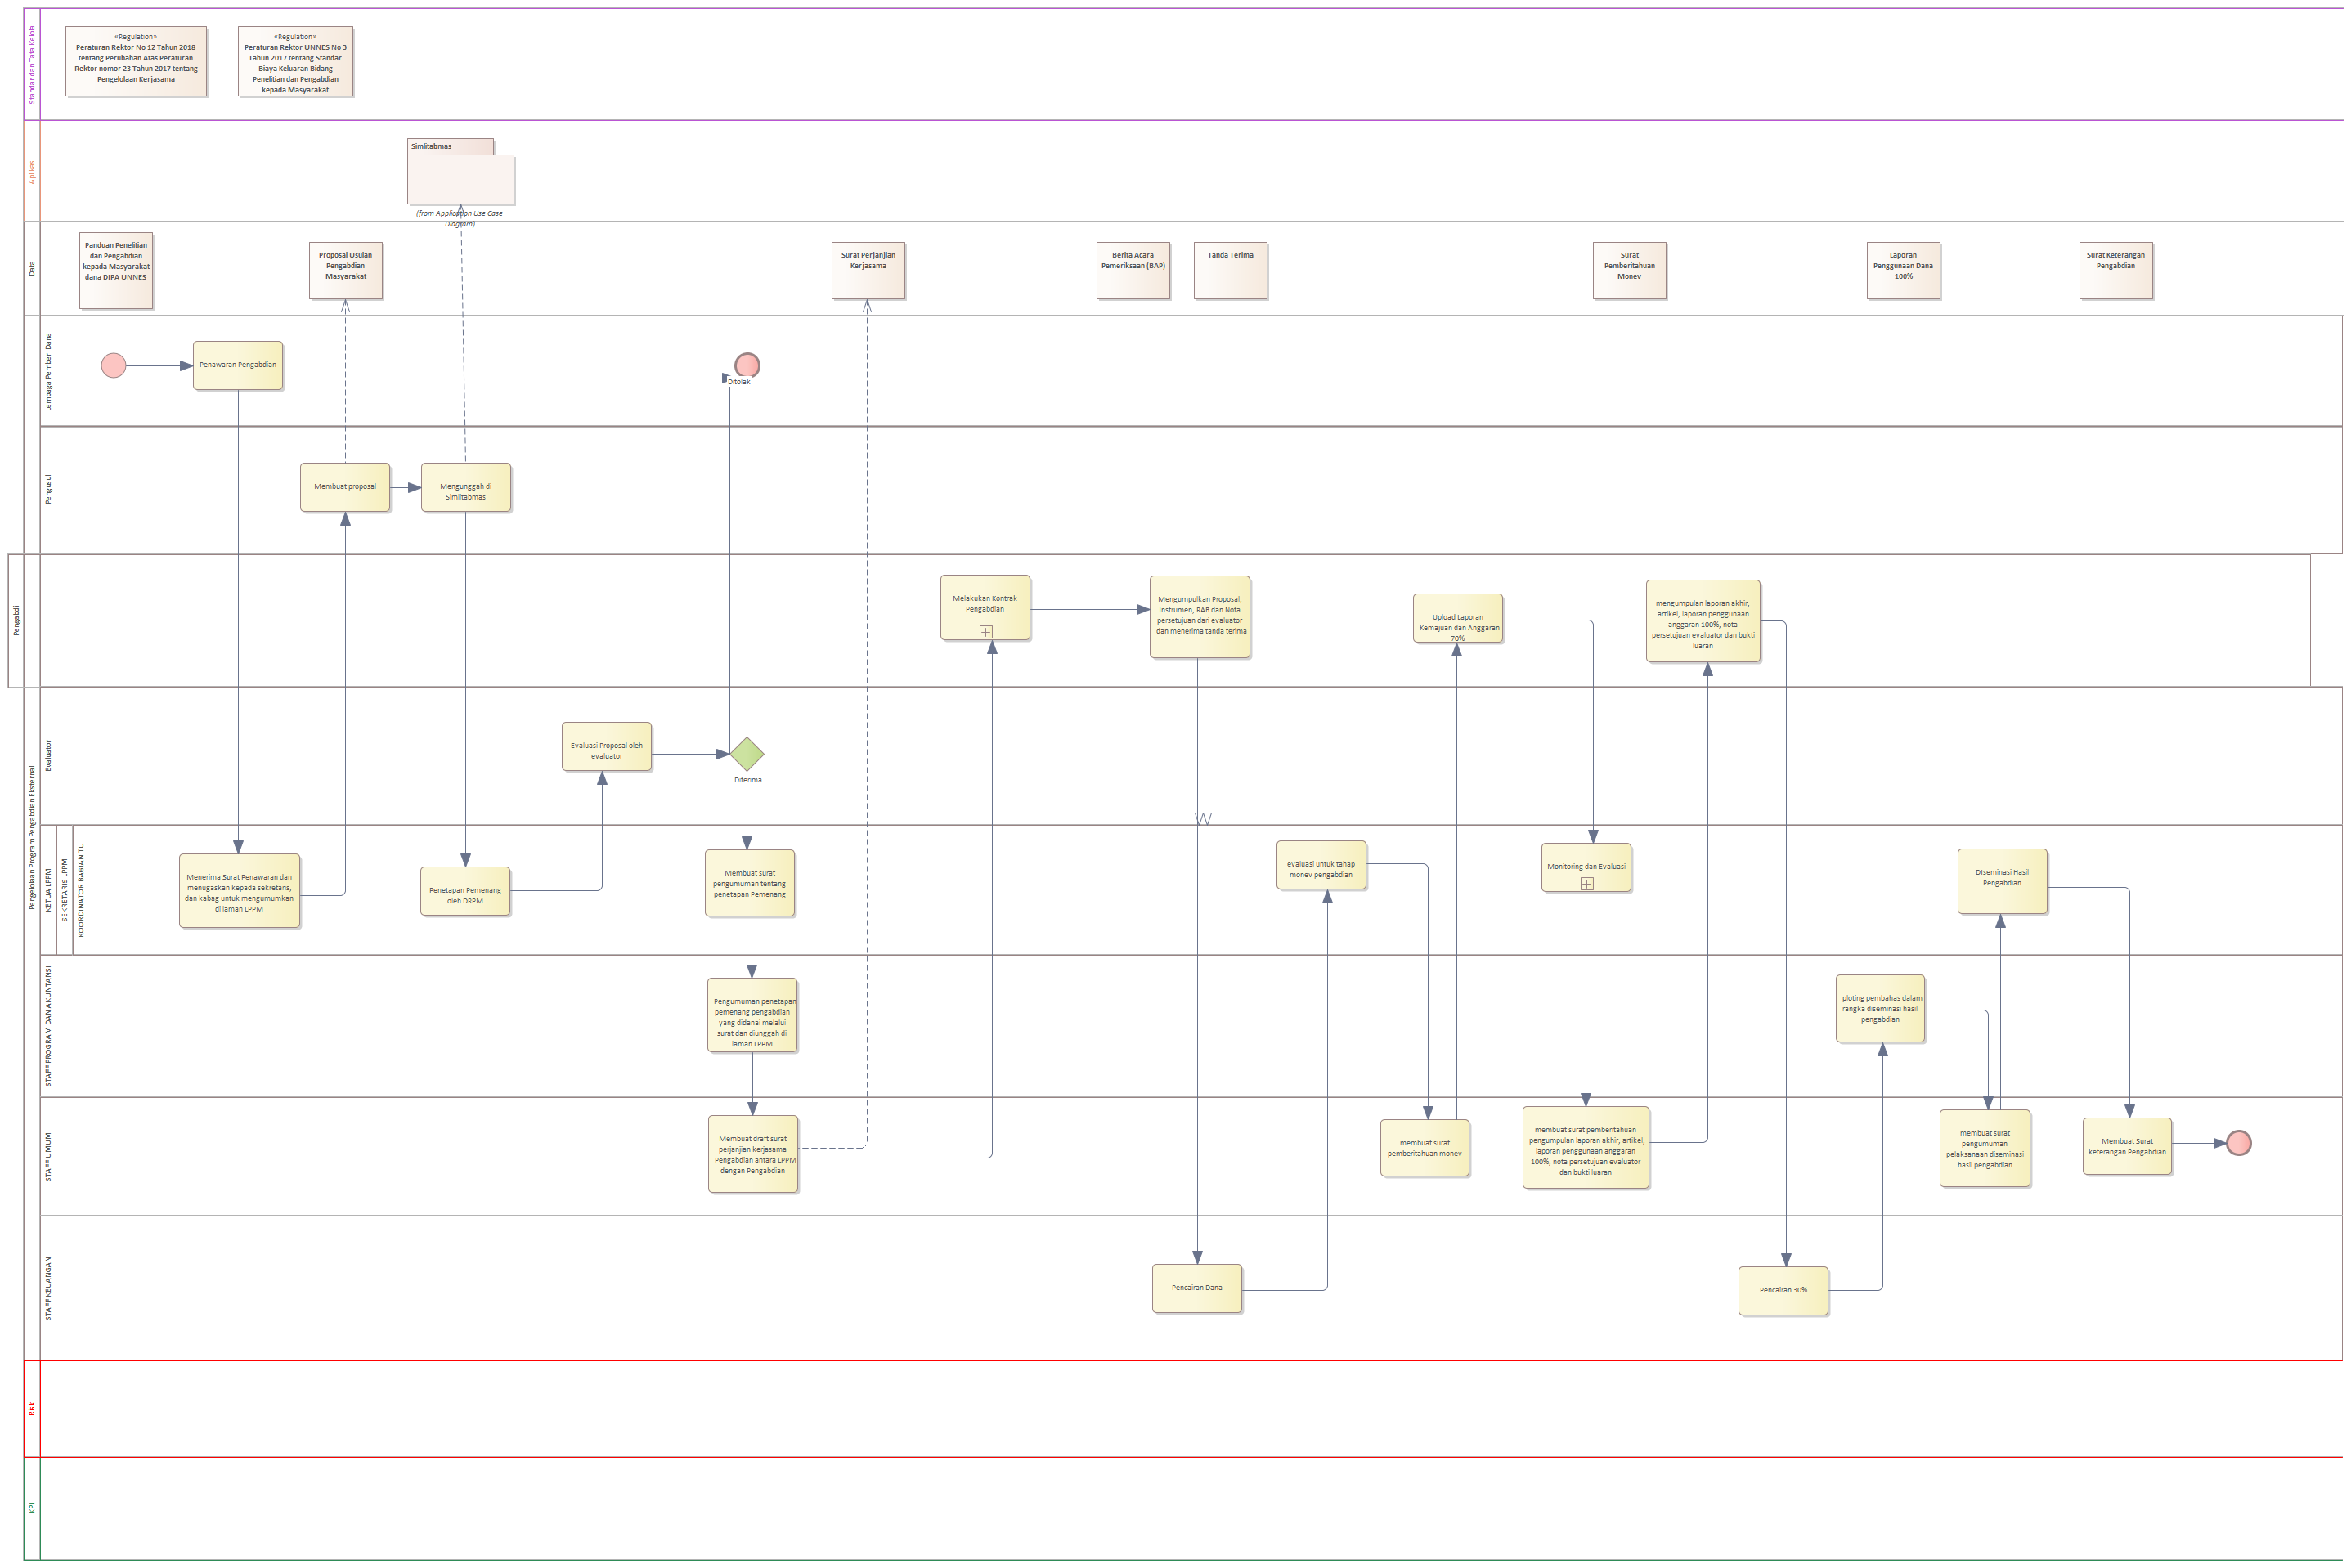 Standar dan Tata Kelola
«Regulation»
Peraturan Rektor No 12 Tahun 2018
tentang Perubahan Atas Peraturan
Rektor nomor 23 Tahun 2017 tentang
Pengelolaan Kerjasama
«Regulation»
Peraturan Rektor UNNES No 3
Tahun 2017 tentang Standar
Biaya Keluaran Bidang
Penelitian dan Pengabdian
kepada Masyarakat
Aplikasi
Simlitabmas
(from Application Use Case
Diagram)
Data
Panduan Penelitian
dan Pengabdian
kepada Masyarakat
dana DIPA UNNES
Proposal Usulan
Pengabdian
Masyarakat
Surat Perjanjian
Kerjasama
Berita Acara
Pemeriksaan (BAP)
Tanda Terima
Surat
Pemberitahuan
Monev
Laporan
Penggunaan Dana
100%
Surat Keterangan
Pengabdian
Pengelolaan Program Pengabdian Eksternal
Lembaga Pemberi Dana
Penawaran Pengabdian
Ditolak
Pengusul
Membuat proposal
Mengunggah di
Simlitabmas
Pengabdi
Melakukan Kontrak
Pengabdian
Mengumpulkan Proposal,
Instrumen, RAB dan Nota
persetujuan dari evaluator
dan menerima tanda terima
Upload Laporan
Kemajuan dan Anggaran
70%
mengumpulan laporan akhir,
artikel, laporan penggunaan
anggaran 100%, nota
persetujuan evaluator dan bukti
luaran
Evaluator
Evaluasi Proposal oleh
evaluator
Diterima
KETUA LPPM
SEKRETARIS LPPM
KOORDINATOR BAGIAN TU
Menerima Surat Penawaran dan
menugaskan kepada sekretaris,
dan kabag untuk mengumumkan
di laman LPPM
Penetapan Pemenang
oleh DRPM
Membuat surat
pengumuman tentang
penetapan Pemenang
evaluasi untuk tahap
monev pengabdian
Monitoring dan Evaluasi
DIseminasi Hasil
Pengabdian
STAFF PROGRAM DAN AKUNTANSI
Pengumuman penetapan
pemenang pengabdian
yang didanai melalui
surat dan diunggah di
laman LPPM
ploting pembahas dalam
rangka diseminasi hasil
pengabdian
STAFF UMUM
Membuat draft surat
perjanjian kerjasama
Pengabdian antara LPPM
dengan Pengabdian
membuat surat
pemberitahuan monev
membuat surat pemberitahuan
pengumpulan laporan akhir, artikel,
laporan penggunaan anggaran
100%, nota persetujuan evaluator
dan bukti luaran
membuat surat
pengumuman
pelaksanaan diseminasi
hasil pengabdian
Membuat Surat
keterangan Pengabdian
STAFF KEUANGAN
Pencairan Dana
Pencairan 30%
Risk
KPI